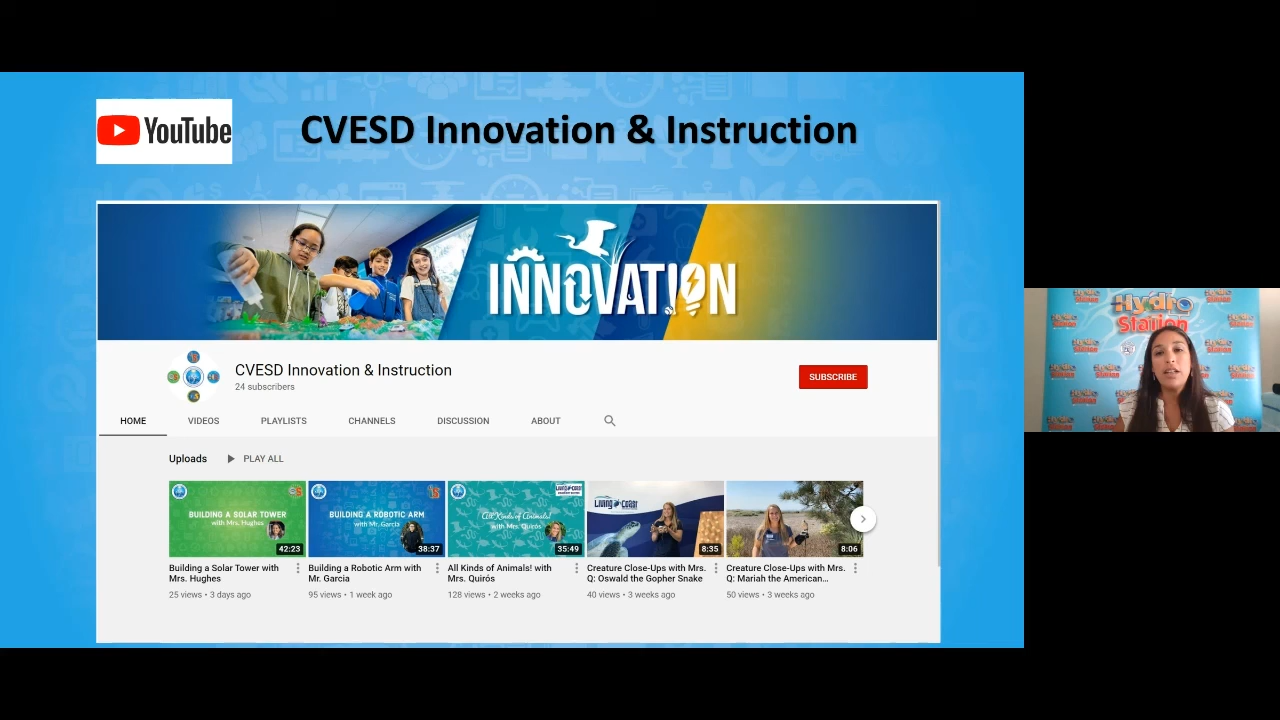 YouTube
CVESD Innovation & Instruction
INNOVATION
CVESD Innovation & Instruction
24 subscribers
SUBSCRIBE
HOME VIDEOS PLAYLISTS CHANNELS DISCUSSION ABOUT
Uploads PLAY ALL
BUILDING A SOLAR TOWER
with Mrs. Hughes
42:23
BUILDING A ROBOTIC ARM
with Mr. Garcia
38:37
LIVING COAST
All Kinds of Animals!
with Mrs. Quirós
35:49
Living Coast
8:35
8:06
Building a Solar Tower with
Mrs. Hughes
25 views • 3 days ago
Building a Robotic Arm with
Mr. Garcia
95 views • 1 week ago
All Kinds of Animals! with
Mrs. Quirós
128 views • 2 weeks ago
Creature Close-Ups with Mrs.
Q: Oswald the Gopher Snake
40 views • 3 weeks ago
Creature Close-Ups with Mrs.
Q: Mariah the American...
50 views • 3 weeks ago
Hydro
Station